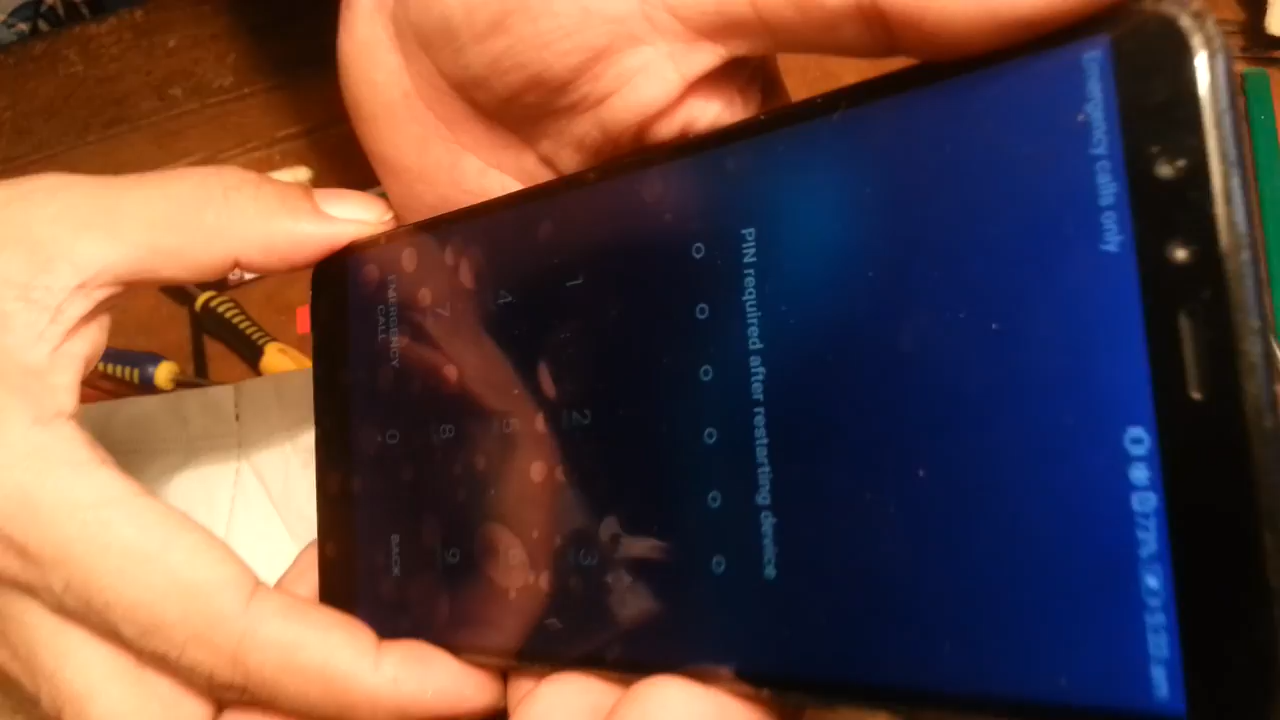 Emergency calls only
PIN required after restarting device
1 2 3
4 5
7 8 9
EMERGENCY CALL 0 BACK